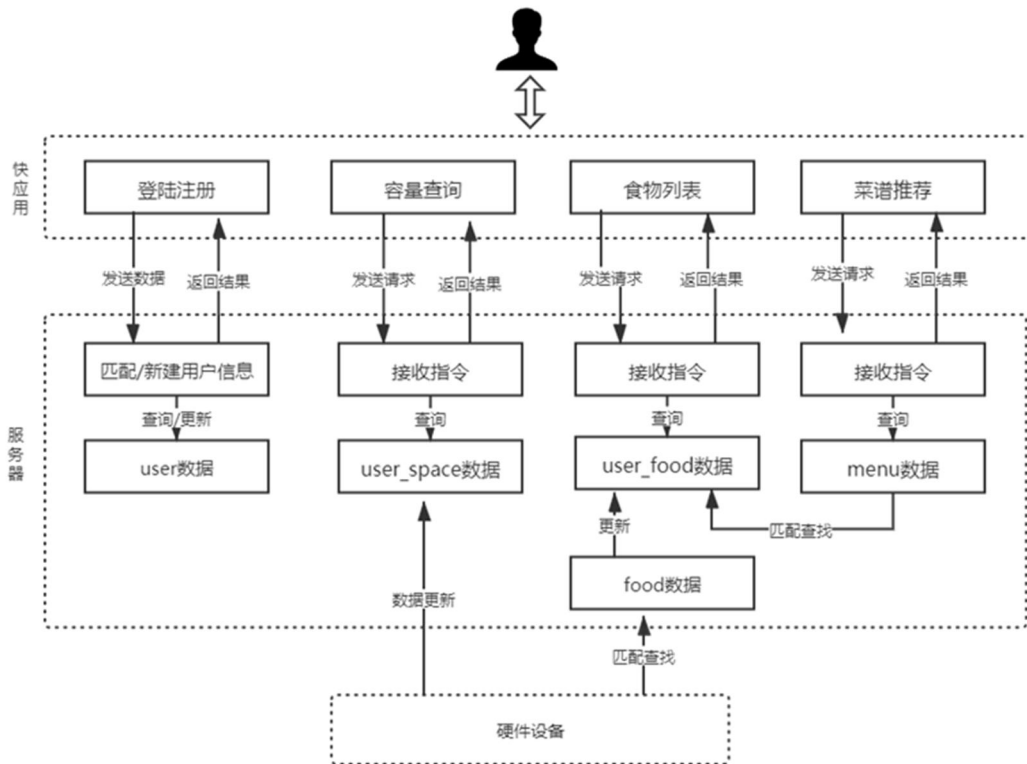 快应用
登陆注册
容量查询
食物列表
菜谱推荐
发送数据
返回结果
发送请求
返回结果
发送请求
返回结果
发送请求
返回结果
服务器
匹配/新建用户信息
接收指令
接收指令
接收指令
查询/更新
查询
查询
查询
user数据
user_space数据
user_food数据
menu数据
更新
匹配查找
food数据
数据更新
匹配查找
硬件设备